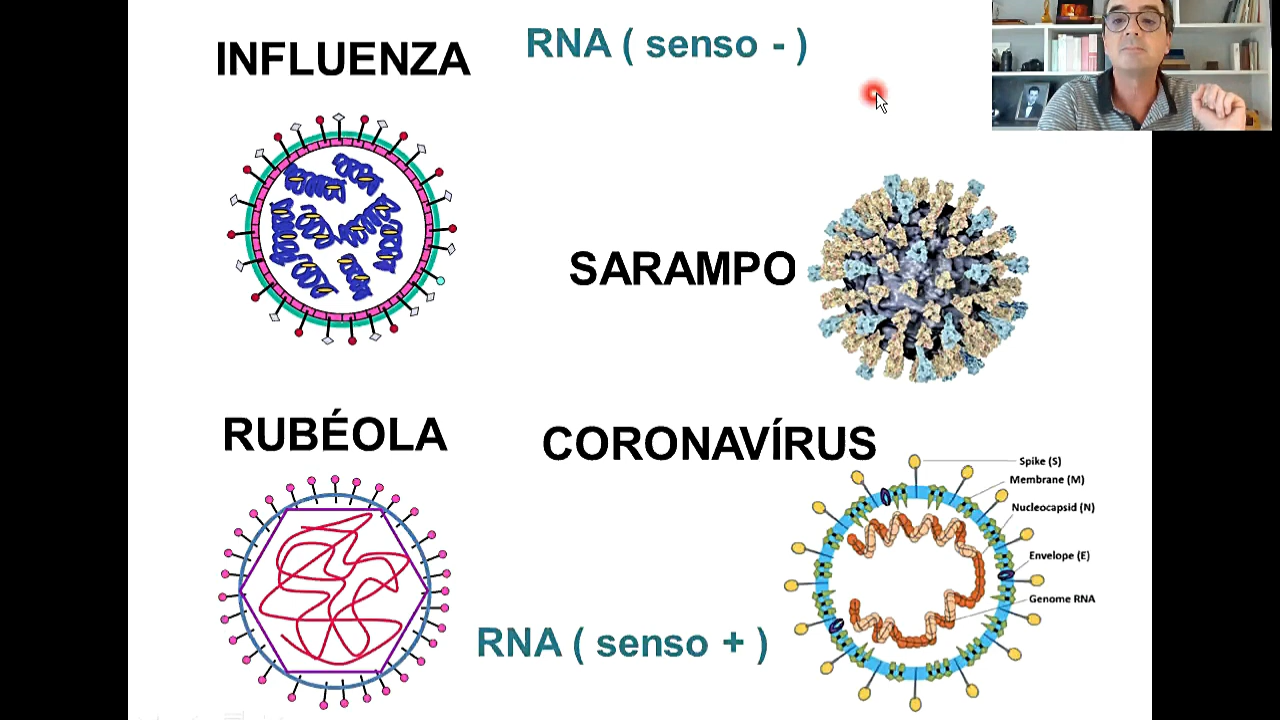 INFLUENZA
RNA ( senso - )
SARAMPO
RUBÉOLA
CORONAVÍRUS
Spike (S)
Membrane (M)
Nucleocapsid (N)
Envelope (E)
Genome RNA
RNA ( senso + )